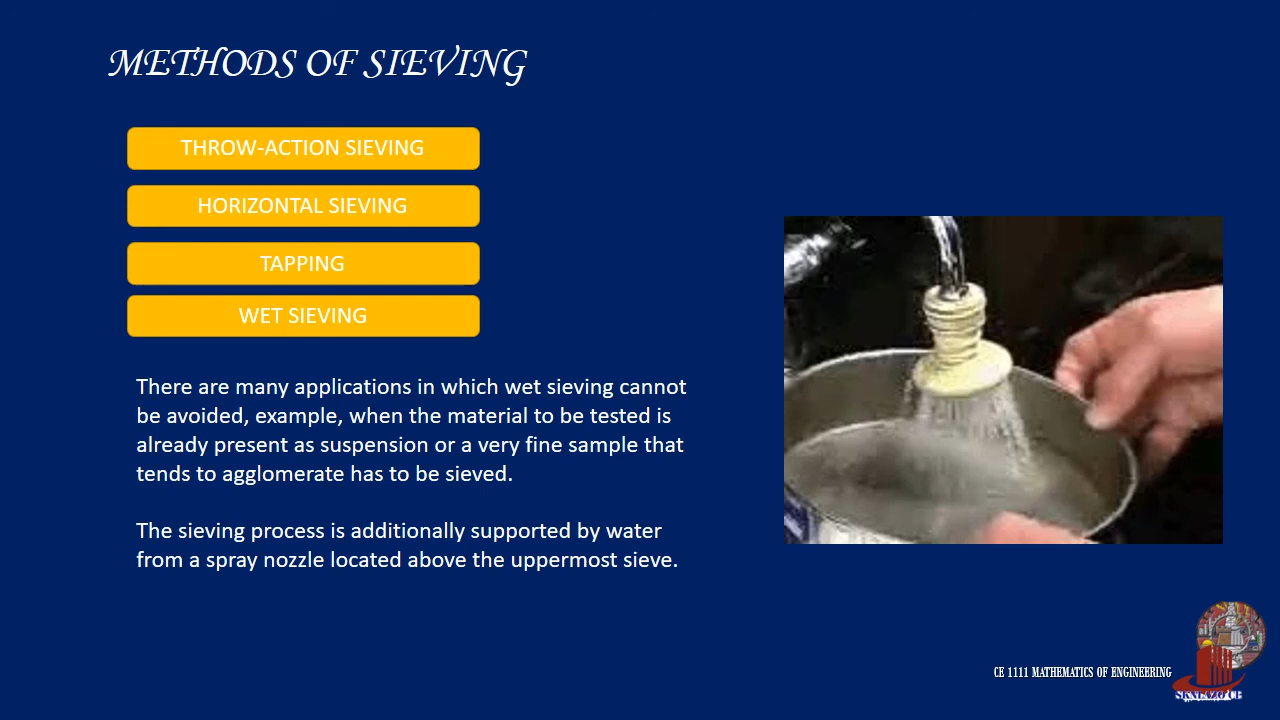 METHODS OF SIEVING
THROW-ACTION SIEVING
HORIZONTAL SIEVING
TAPPING
WET SIEVING
There are many applications in which wet sieving cannot
be avoided, example, when the material to be tested is
already present as suspension or a very fine sample that
tends to agglomerate has to be sieved.
The sieving process is additionally supported by water
from a spray nozzle located above the uppermost sieve.
CE 1111 MATHEMATICS OF ENGINEERING